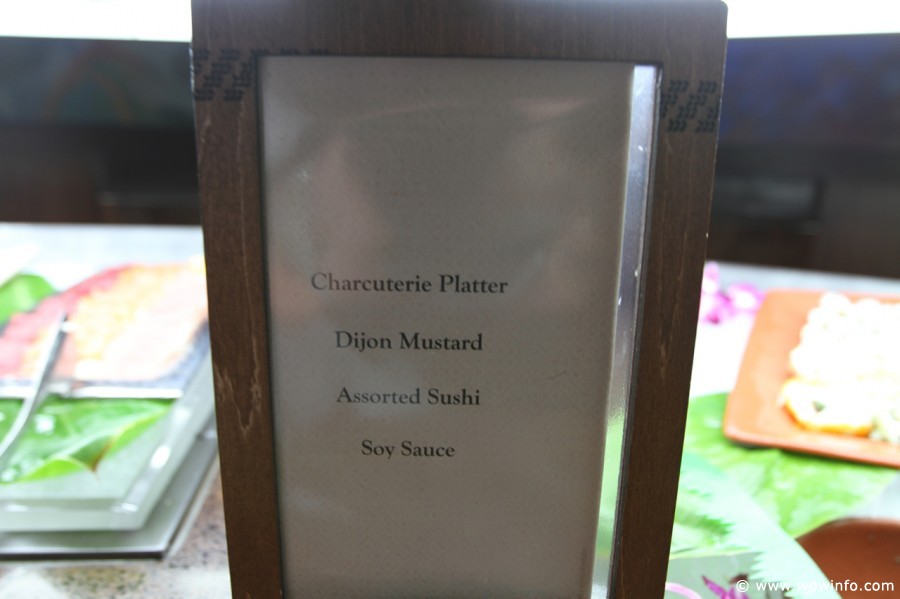 Charcuterie Platter
Dijon Mustard
Assorted Sushi
Soy Sauce
© www.wdwinfo.com